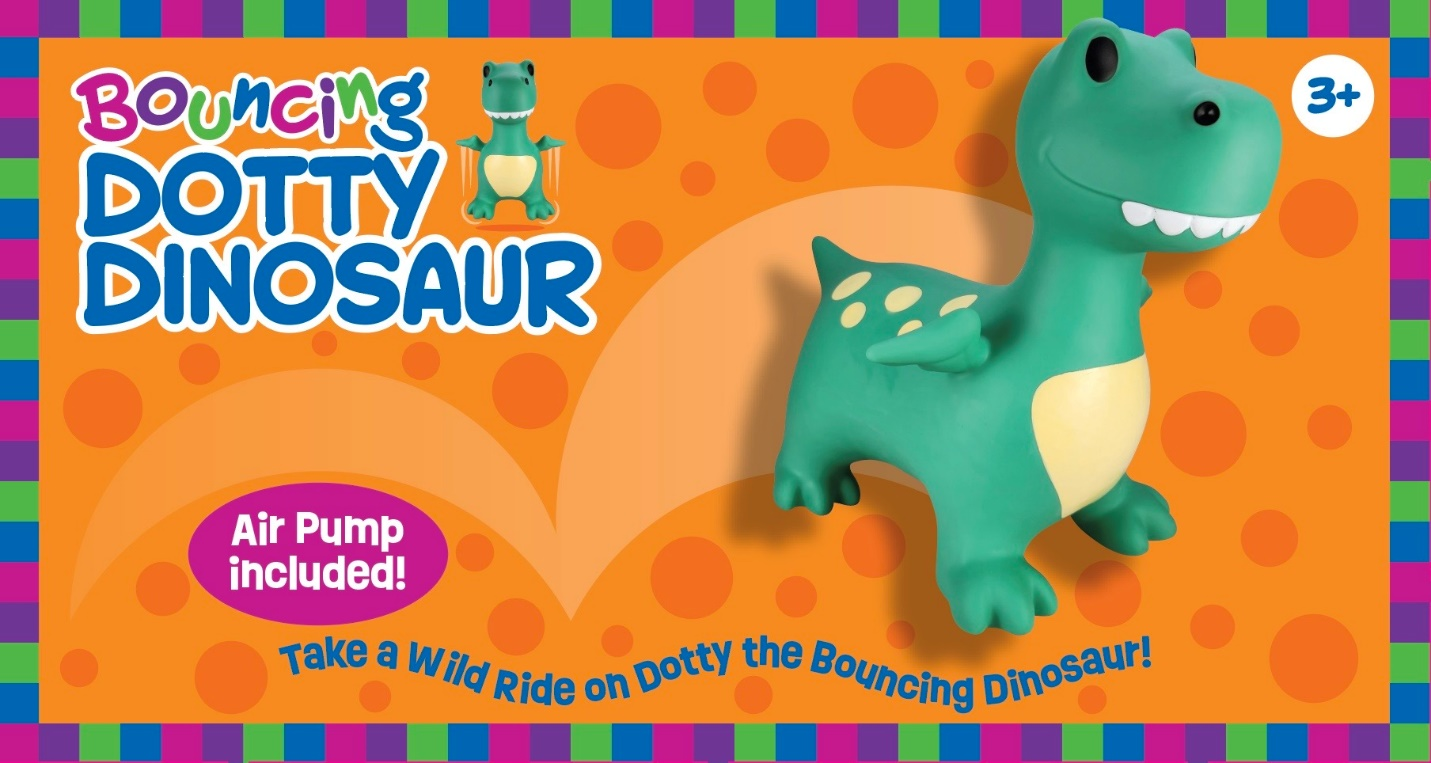 Bouncing
DOTTY
DINOSAUR
3+
Air Pump
included!
Take a Wild Ride on Dotty the Bouncing Dinosaur!